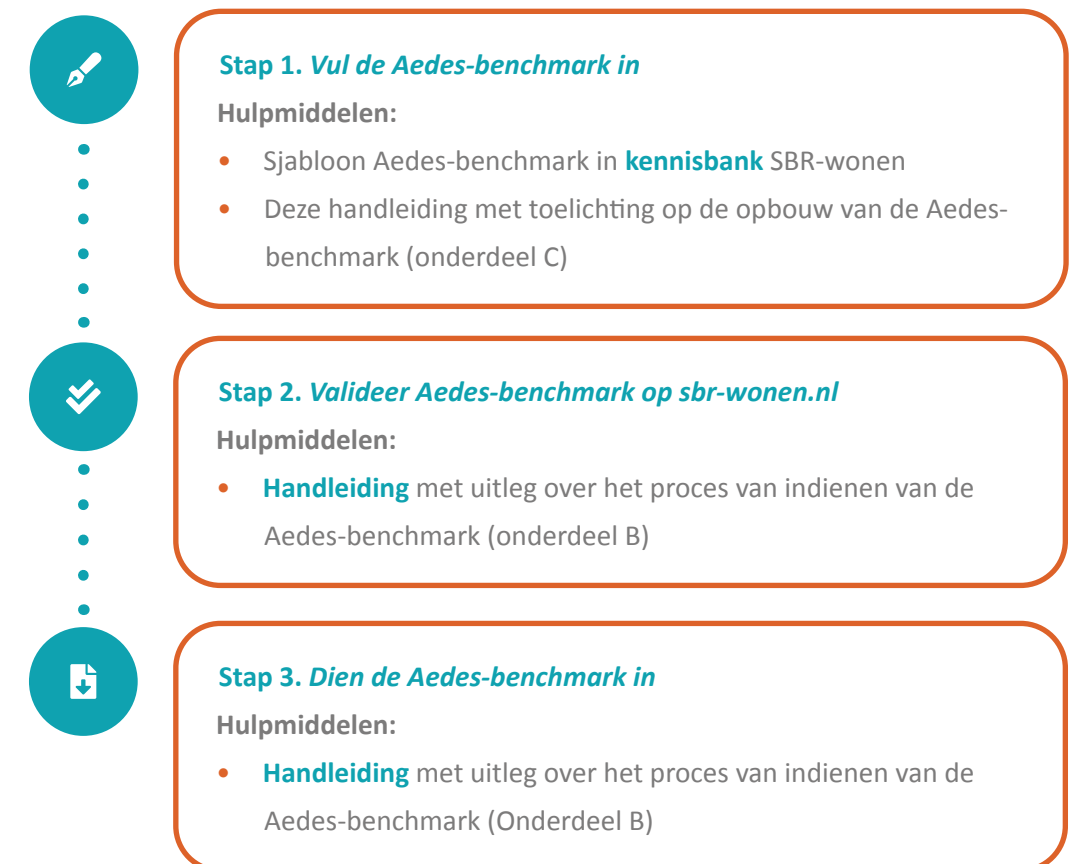 Stap 1. Vul de Aedes-benchmark in
Hulpmiddelen:
• Sjabloon Aedes-benchmark in kennisbank SBR-wonen
• Deze handleiding met toelichting op de opbouw van de Aedes-
benchmark (onderdeel C)
Stap 2. Valideer Aedes-benchmark op sbr-wonen.nl
Hulpmiddelen:
• Handleiding met uitleg over het proces van indienen van de
Aedes-benchmark (onderdeel B)
Stap 3. Dien de Aedes-benchmark in
Hulpmiddelen:
• Handleiding met uitleg over het proces van indienen van de
Aedes-benchmark (Onderdeel B)